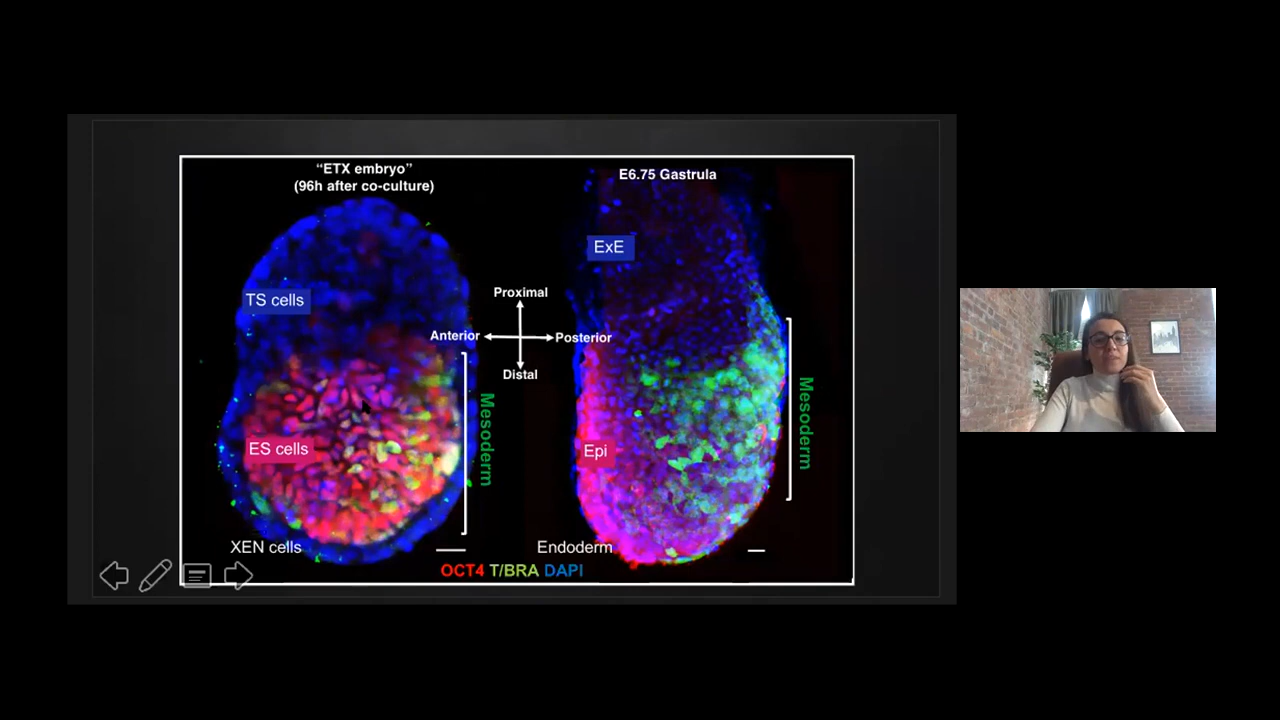 “ETX embryo”
(96h after co-culture)
E6.75 Gastrula
ExE
TS cells
Proximal
Anterior
Posterior
Distal
Mesoderm
Mesoderm
ES cells
Epi
XEN cells
Endoderm
OCT4 T/BRA DAPI